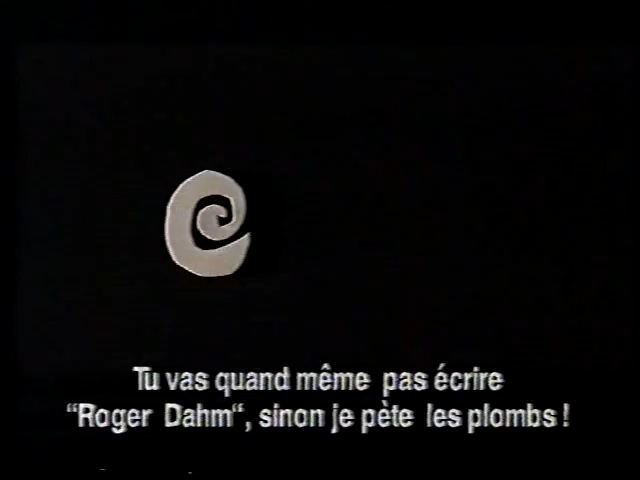 e
Tu vas quand même pas écrire
“Roger Dahm“, sinon je pète les plombs !